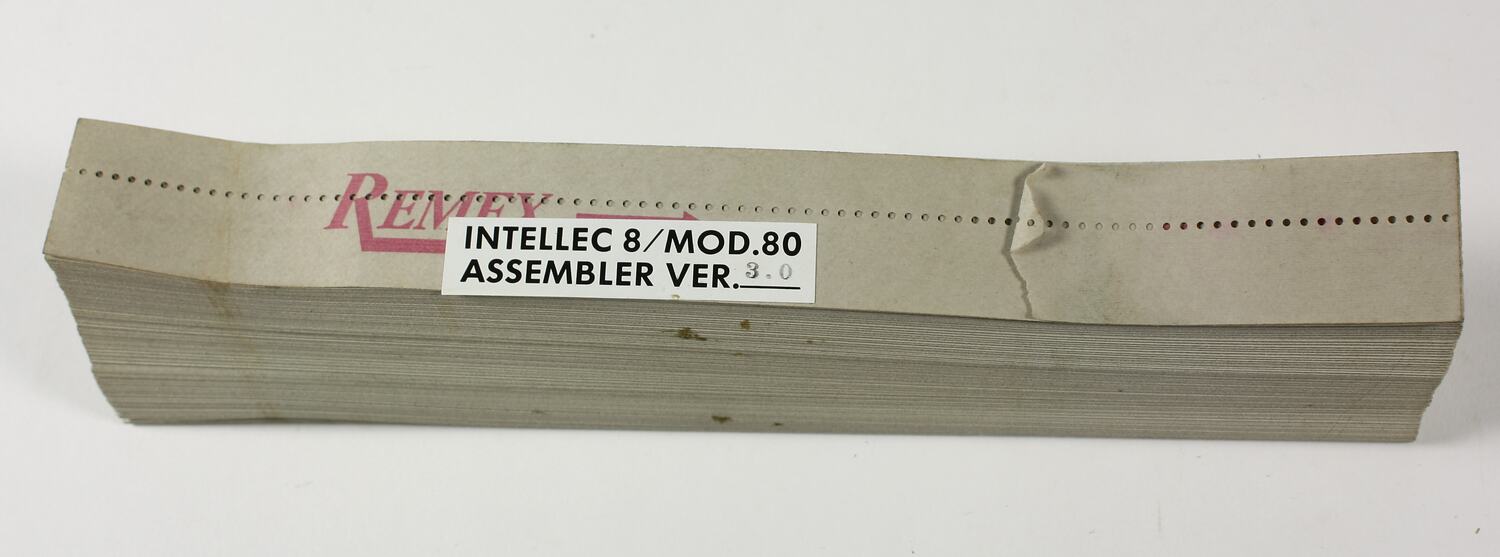 REMEX
INTELLEC 8/MOD.80
ASSEMBLER VER. 3.0